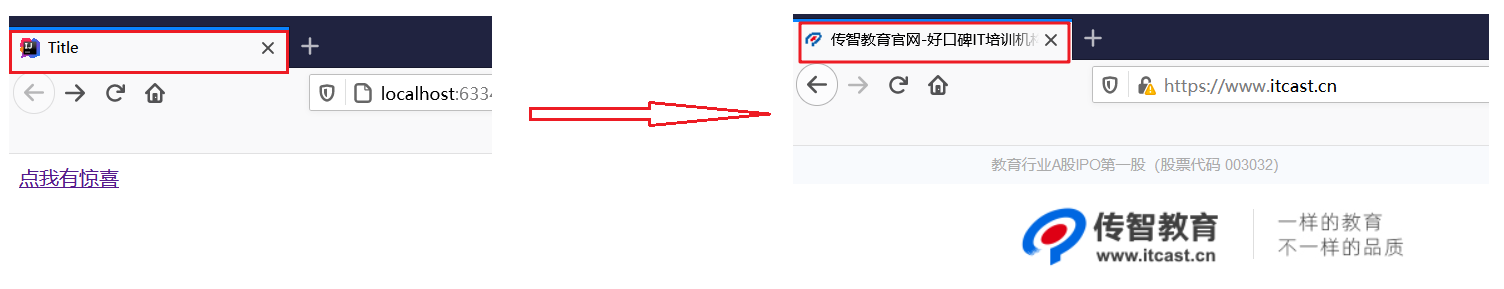 Title
localhost:6334
点我有惊喜
传智教育官网-好口碑IT培训机构
https://www.itcast.cn
教育行业A股IPO第一股（股票代码 003032）
传智教育
www.itcast.cn
一样的教育
不一样的品质